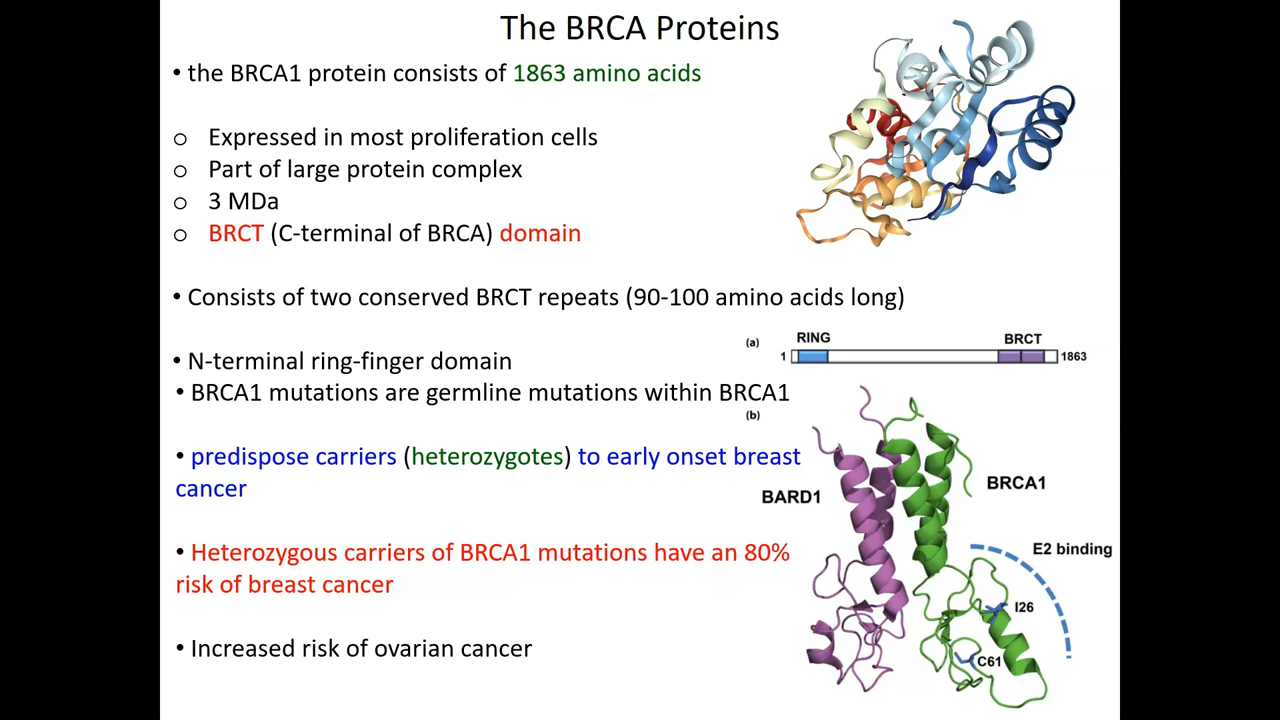 The BRCA Proteins
• the BRCA1 protein consists of 1863 amino acids
o Expressed in most proliferation cells
o Part of large protein complex
o 3 MDa
o BRCT (C-terminal of BRCA) domain
• Consists of two conserved BRCT repeats (90-100 amino acids long)
• N-terminal ring-finger domain
• BRCA1 mutations are germline mutations within BRCA1
• predispose carriers (heterozygotes) to early onset breast
cancer
• Heterozygous carriers of BRCA1 mutations have an 80%
risk of breast cancer
• Increased risk of ovarian cancer
(a)
RING
BRCT
1
1863
(b)
BARD1
BRCA1
E2 binding
I26
C61